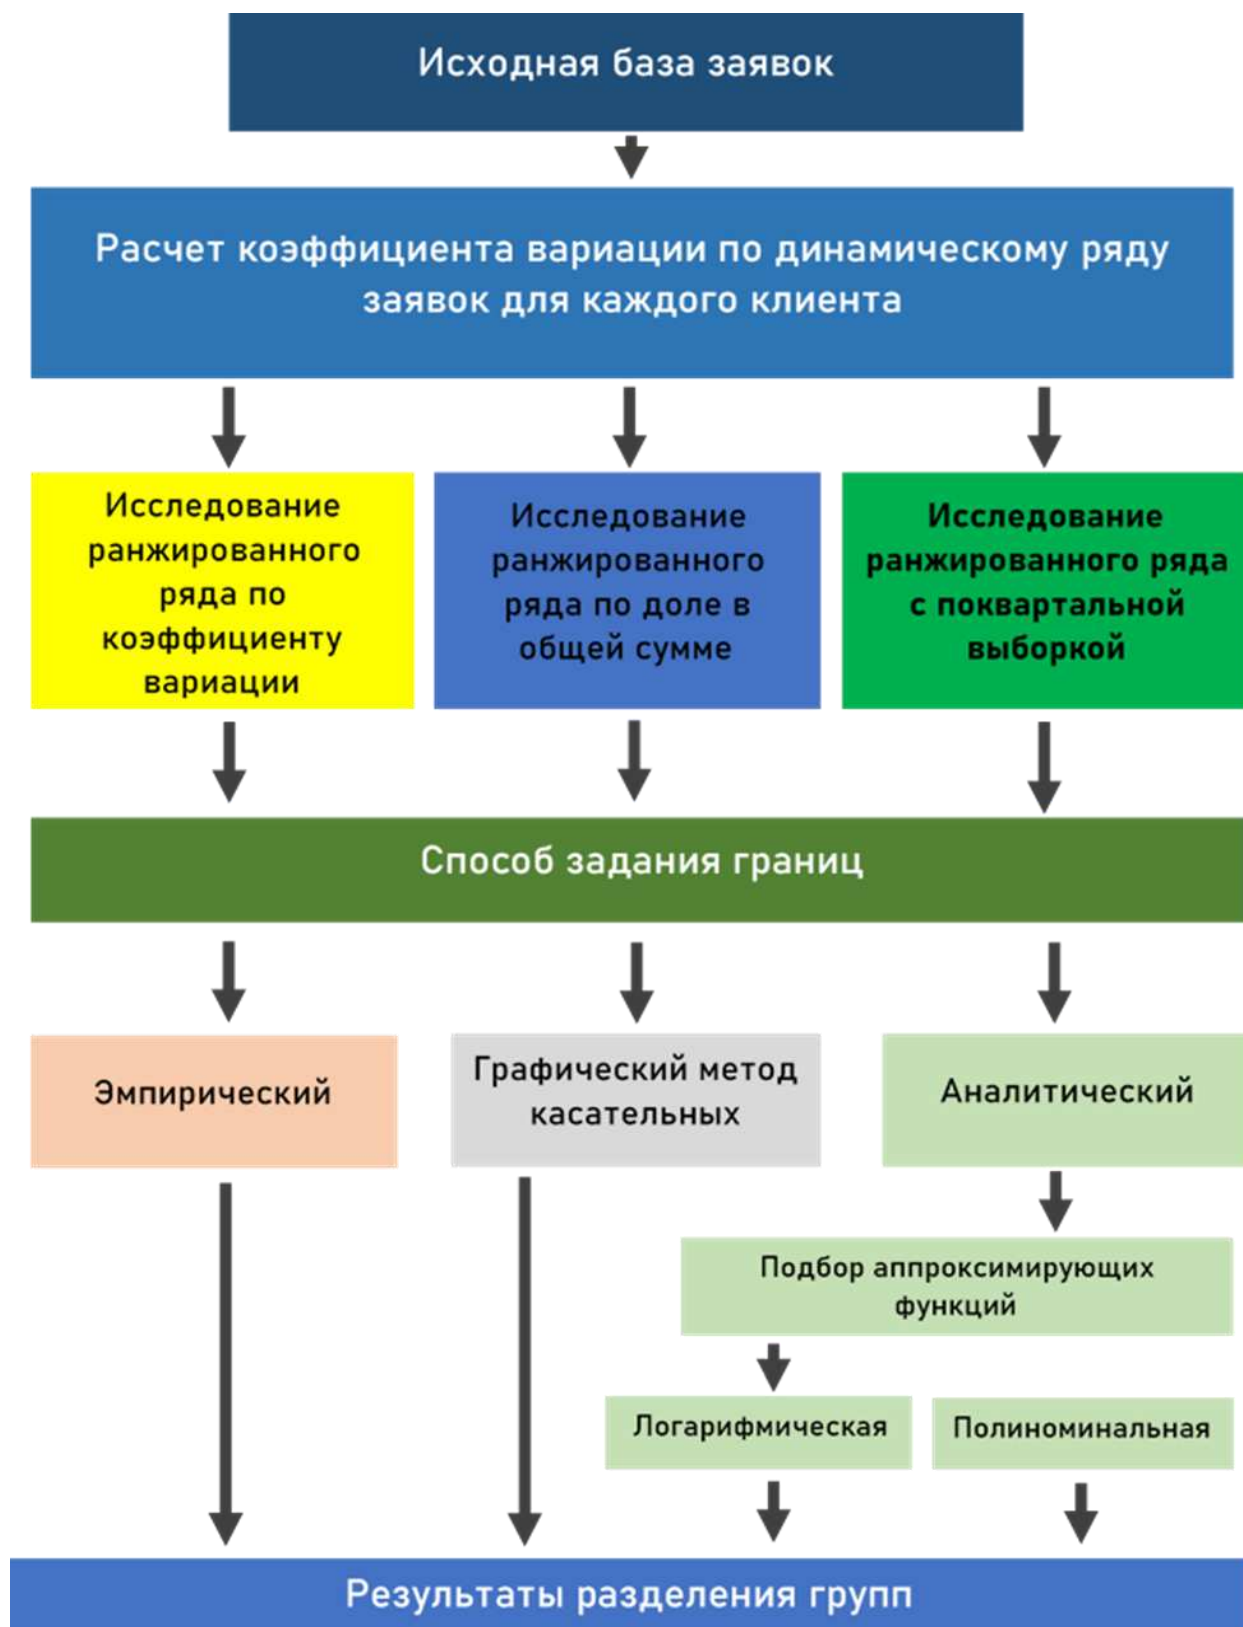 Исходная база заявок
Расчет коэффициента вариации по динамическому ряду
заявок для каждого клиента
Исследование
ранжированного
ряда по
коэффициенту
вариации
Исследование
ранжированного
ряда по доле в
общей сумме
Исследование
ранжированного ряда
с поквартальной
выборкой
Способ задания границ
Эмпирический
Графический метод
касательных
Аналитический
Подбор аппроксимирующих
функций
Логарифмическая
Полиноминальная
Результаты разделения групп